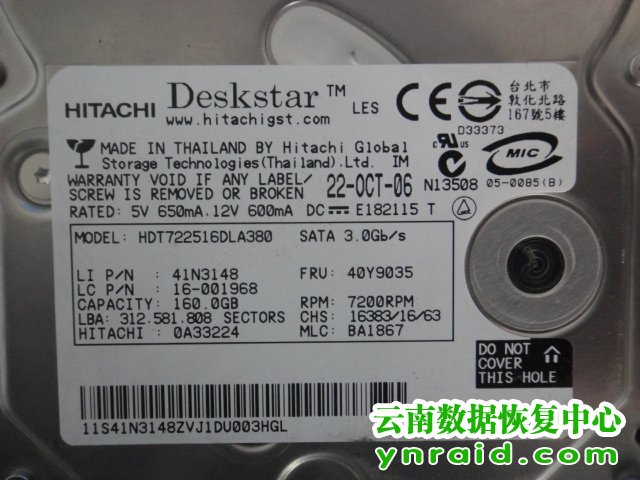 HITACHI Deskstar™ LES
www.hitachigst.com
台北市
敦化北路
167號5樓
D33373
MADE IN THAILAND BY Hitachi Global
Storage Technologies(Thailand).Ltd. IM
WARRANTY VOID IF ANY LABEL/
SCREW IS REMOVED OR BROKEN
22-OCT-06
N13508
MIC
05-0085(B)
RATED: 5V 650mA,12V 600mA DC E182115 T
MODEL: HDT722516DLA380 SATA 3.0Gb/s
LI P/N : 41N3148 FRU: 40Y9035
LC P/N : 16-001968
CAPACITY: 160.0GB RPM: 7200RPM
LBA: 312.581.808 SECTORS CHS: 16383/16/63
HITACHI : 0A33224 MLC: BA1867
DO NOT
COVER
THIS HOLE
11S41N3148ZVJ1DV003HGL
云南数据恢复中心
ynraid.com